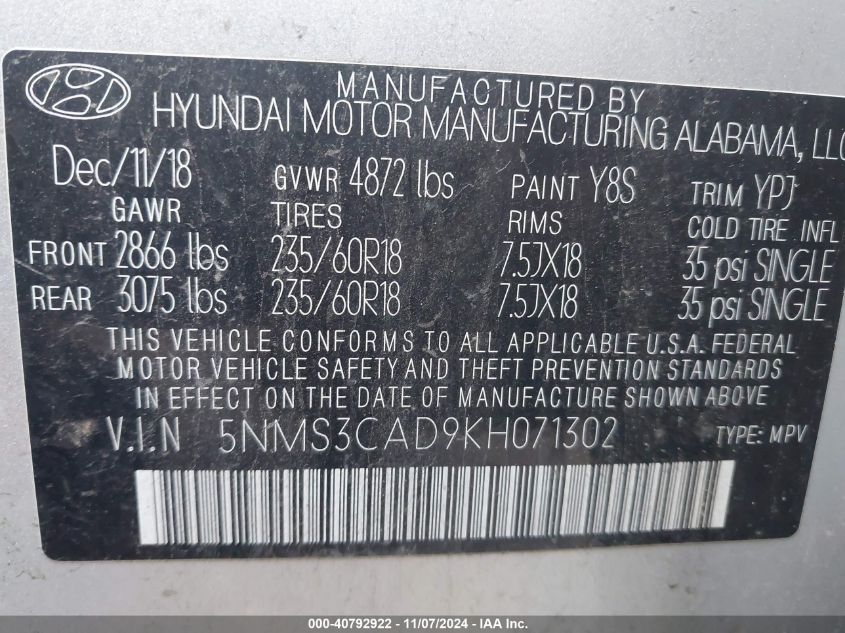 MANUFACTURED BY
HYUNDAI MOTOR MANUFACTURING ALABAMA, LLC
Dec/11/18 GVWR 4872 lbs PAINT Y8S TRIM YPJ
GAWR TIRES RIMS COLD TIRE INFL
FRONT 2866 lbs 235/60R18 7.5JX18 35 psi SINGLE
REAR 3075 lbs 235/60R18 7.5JX18 35 psi SINGLE
THIS VEHICLE CONFORMS TO ALL APPLICABLE U.S.A. FEDERAL
MOTOR VEHICLE SAFETY AND THEFT PREVENTION STANDARDS
IN EFFECT ON THE DATE OF MANUFACTURE SHOWN ABOVE
V.I.N 5NMS3CAD9KH071302 TYPE: MPV
000-40792922 - 11/07/2024 - IAA Inc.